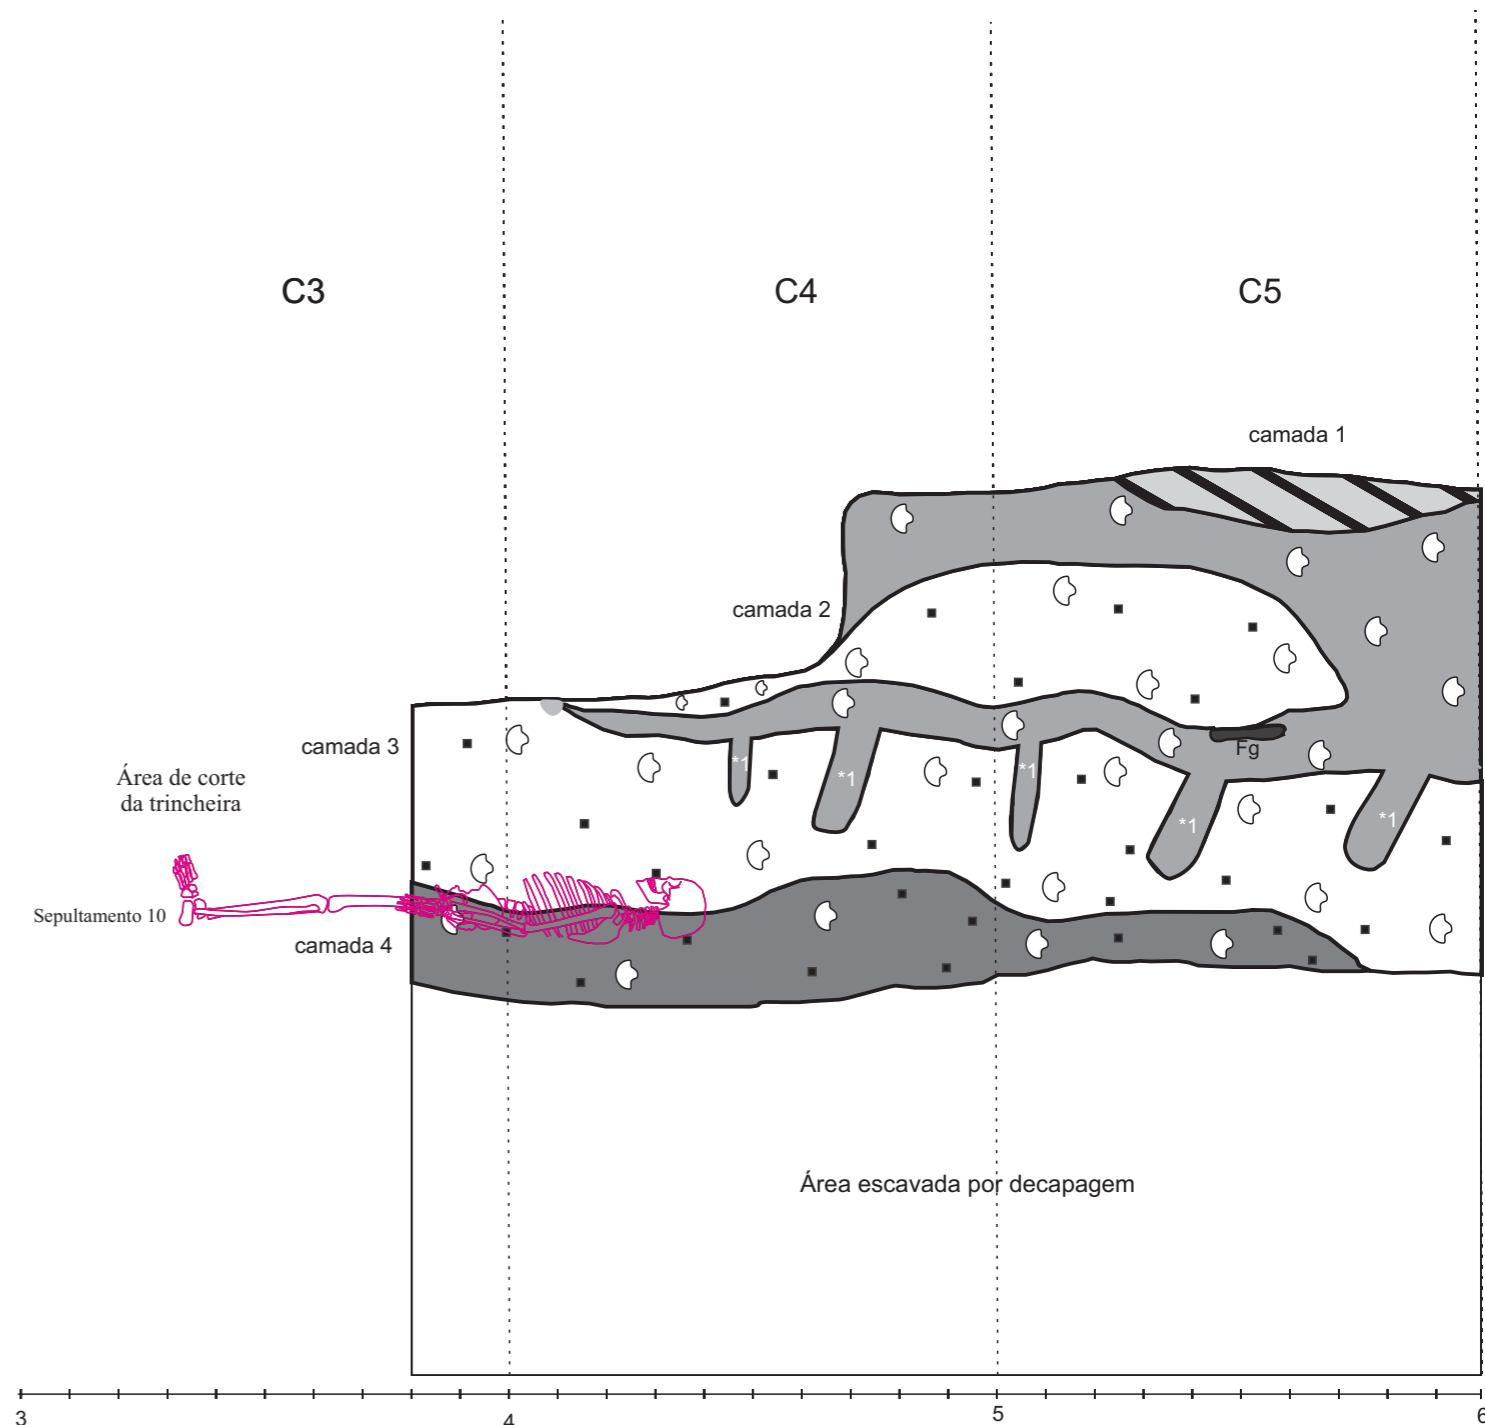 C3
C4
C5
camada 1
camada 2
camada 3
Área de corte
da trincheira
Fg
*1
*1
*1
*1
*1
Sepultamento 10
camada 4
Área escavada por decapagem
3
4
5
6